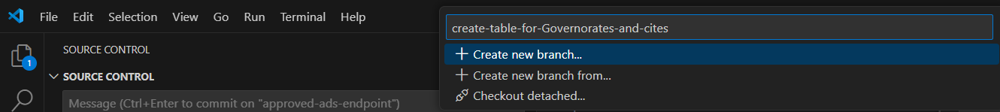 File Edit Selection View Go Run Terminal Help
create-table-for-Governorates-and-cites
Create new branch...
Create new branch from...
Checkout detached...
1
SOURCE CONTROL
SOURCE CONTROL
Message (Ctrl+Enter to commit on "approved-ads-endpoint")